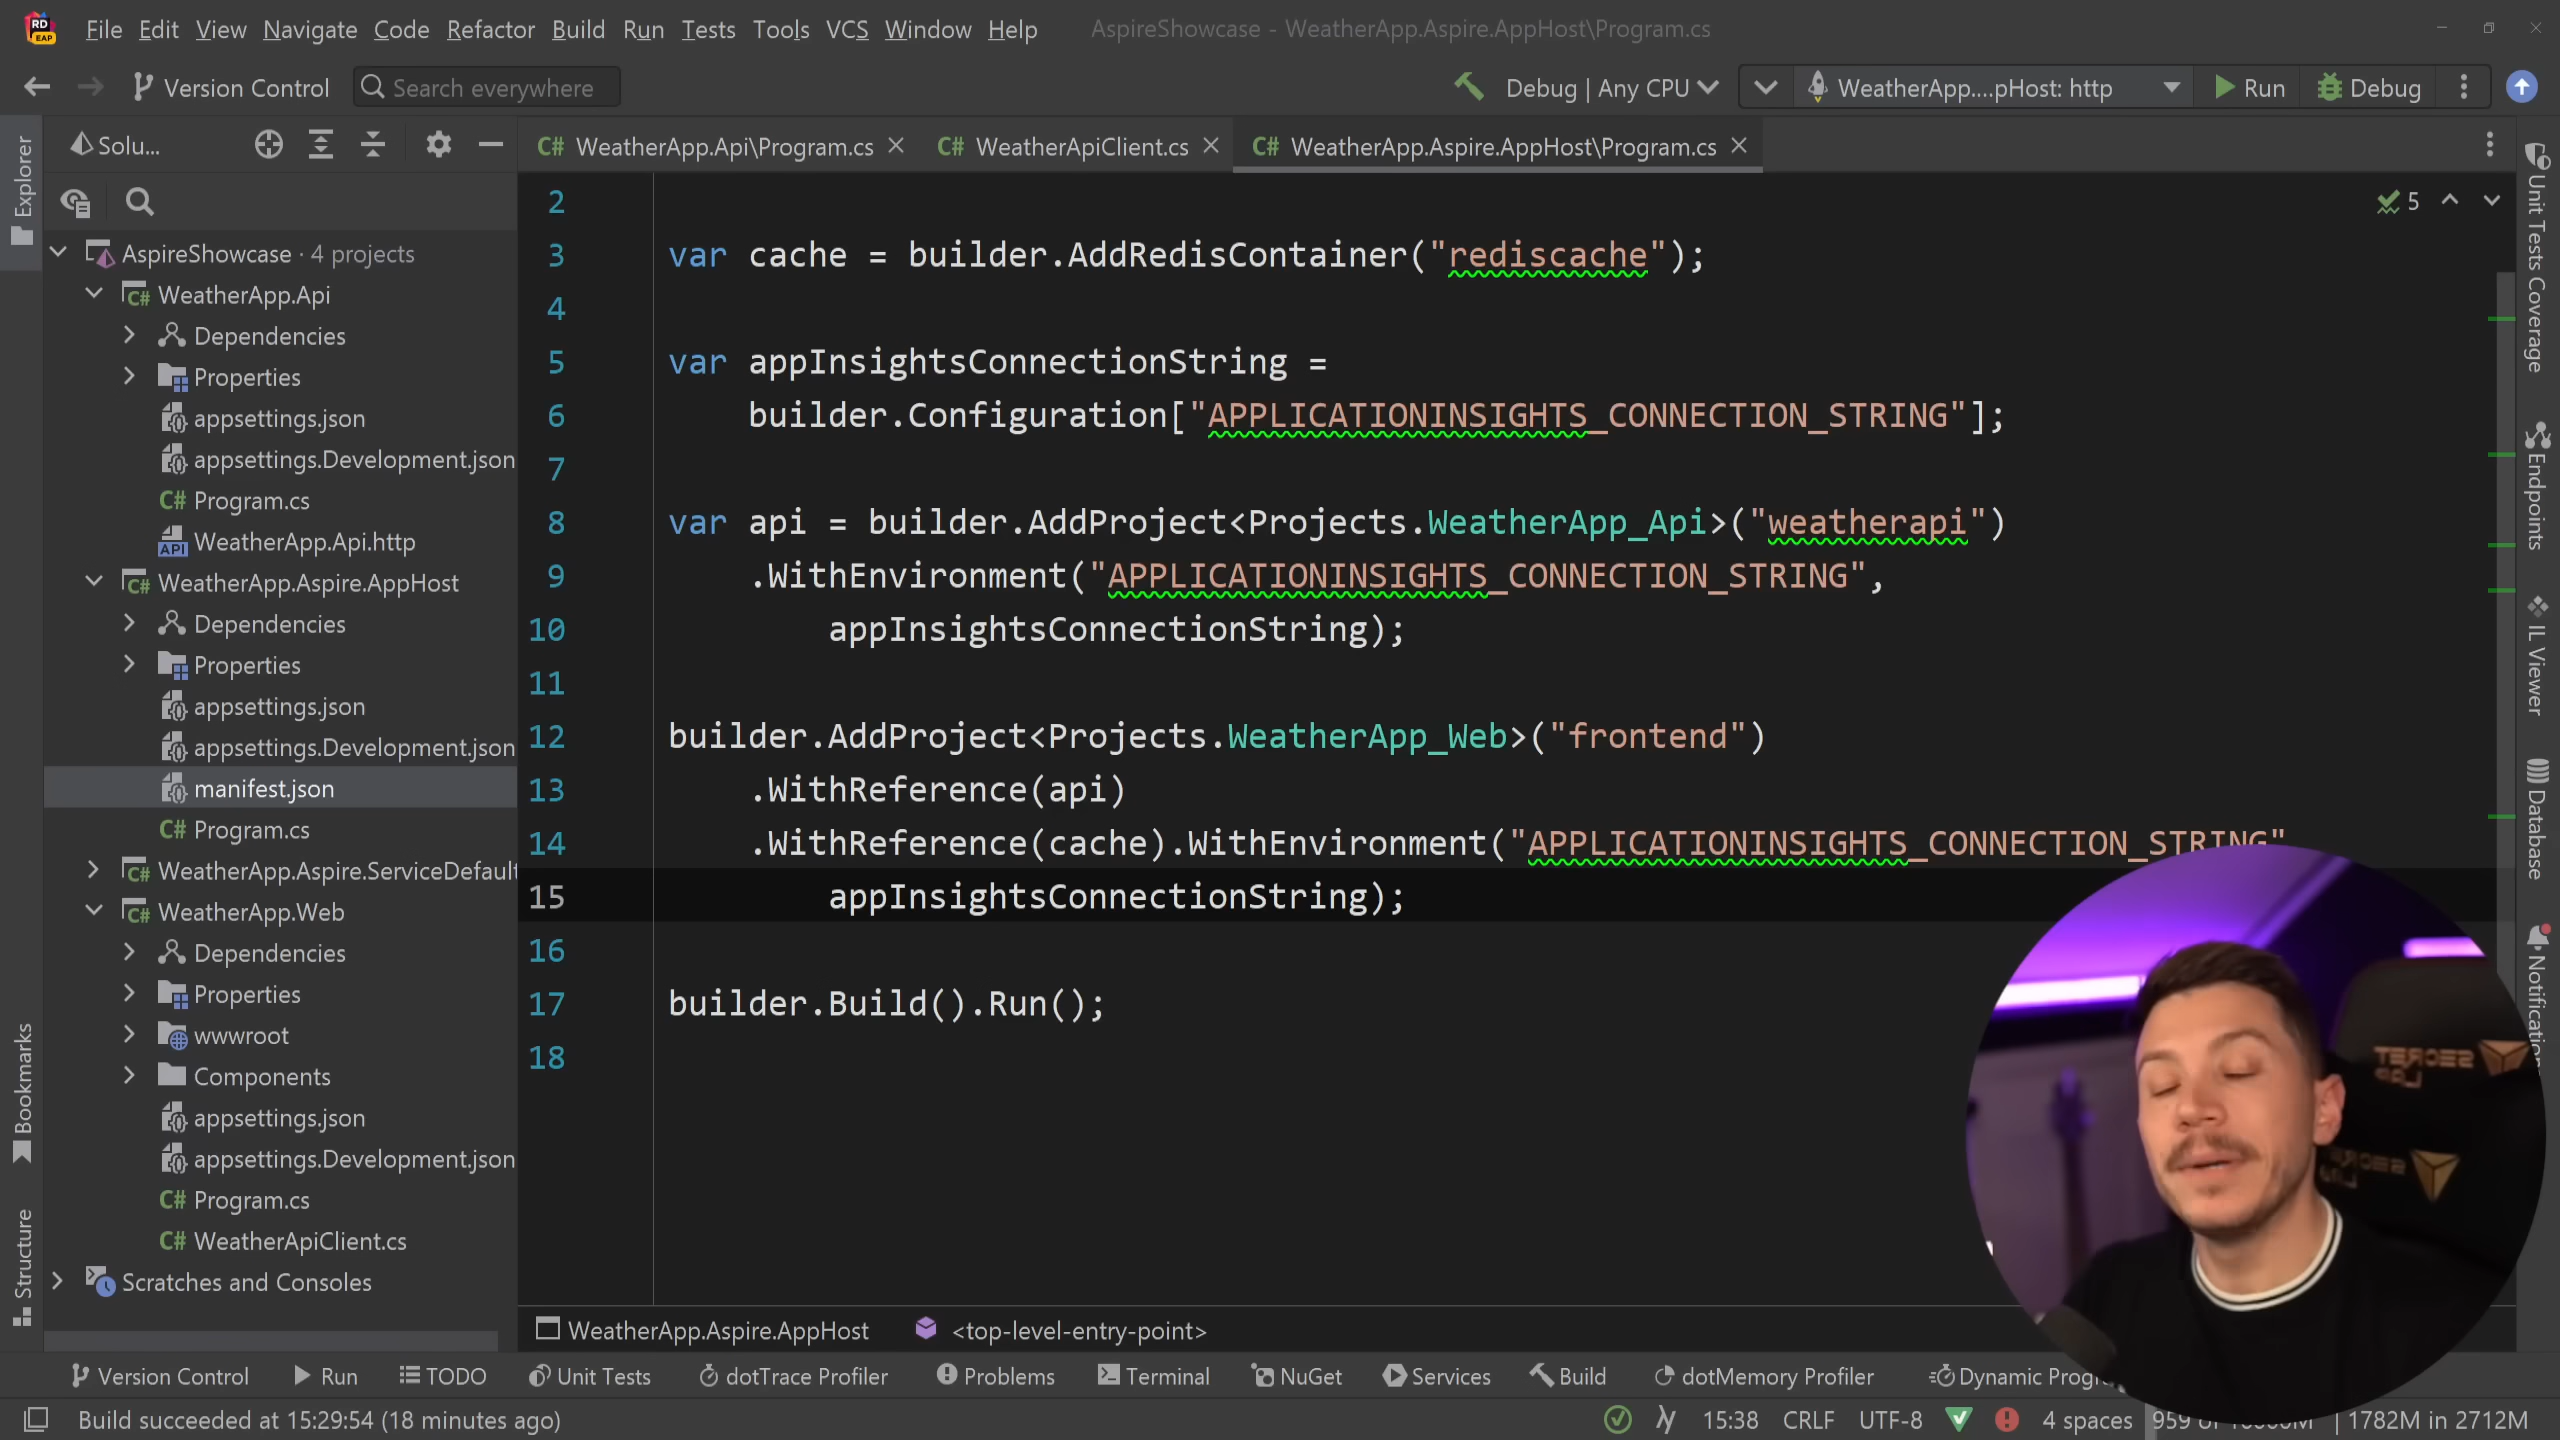 RD
EAP
File Edit View Navigate Code Refactor Build Run Tests Tools VCS Window Help
AspireShowcase - WeatherApp.Aspire.AppHost\Program.cs
Version Control
Search everywhere
Debug | Any CPU
WeatherApp....pHost: http
Run
Debug
Explorer
Solu...
C# WeatherApp.Api\Program.cs
C# WeatherApiClient.cs
C# WeatherApp.Aspire.AppHost\Program.cs
AspireShowcase · 4 projects
C# WeatherApp.Api
Dependencies
Properties
appsettings.json
appsettings.Development.json
C# Program.cs
API WeatherApp.Api.http
C# WeatherApp.Aspire.AppHost
Dependencies
Properties
appsettings.json
appsettings.Development.json
manifest.json
C# Program.cs
C# WeatherApp.Aspire.ServiceDefault
C# WeatherApp.Web
Dependencies
Properties
wwwroot
Components
appsettings.json
appsettings.Development.json
C# Program.cs
C# WeatherApiClient.cs
Scratches and Consoles
Bookmarks
Structure
5
2
3 var cache = builder.AddRedisContainer("rediscache");
4
5 var appInsightsConnectionString =
6 builder.Configuration["APPLICATIONINSIGHTS_CONNECTION_STRING"];
7
8 var api = builder.AddProject<Projects.WeatherApp_Api>("weatherapi")
9 .WithEnvironment("APPLICATIONINSIGHTS_CONNECTION_STRING",
10 appInsightsConnectionString);
11
12 builder.AddProject<Projects.WeatherApp_Web>("frontend")
13 .WithReference(api)
14 .WithReference(cache).WithEnvironment("APPLICATIONINSIGHTS_CONNECTION_STRING"
15 appInsightsConnectionString);
16
17 builder.Build().Run();
18
Unit Tests Coverage
Endpoints
IL Viewer
Database
Notification
SECRET
LAB
WeatherApp.Aspire.AppHost
<top-level-entry-point>
Version Control Run TODO Unit Tests dotTrace Profiler Problems Terminal NuGet Services Build dotMemory Profiler Dynamic Progr
Build succeeded at 15:29:54 (18 minutes ago)
15:38 CRLF UTF-8 4 spaces 959 of | 1782M in 2712M